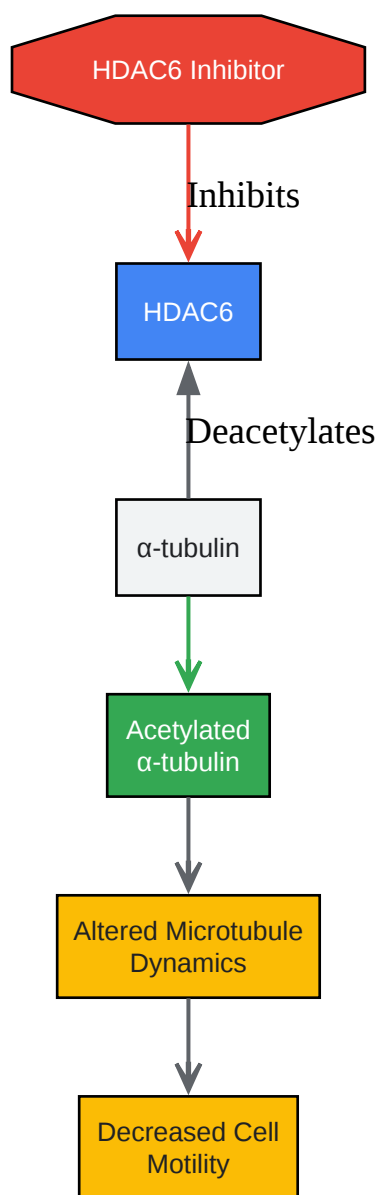 HDAC6 Inhibitor
Inhibits
HDAC6
Deacetylates
α-tubulin
Acetylated
α-tubulin
Altered Microtubule
Dynamics
Decreased Cell
Motility